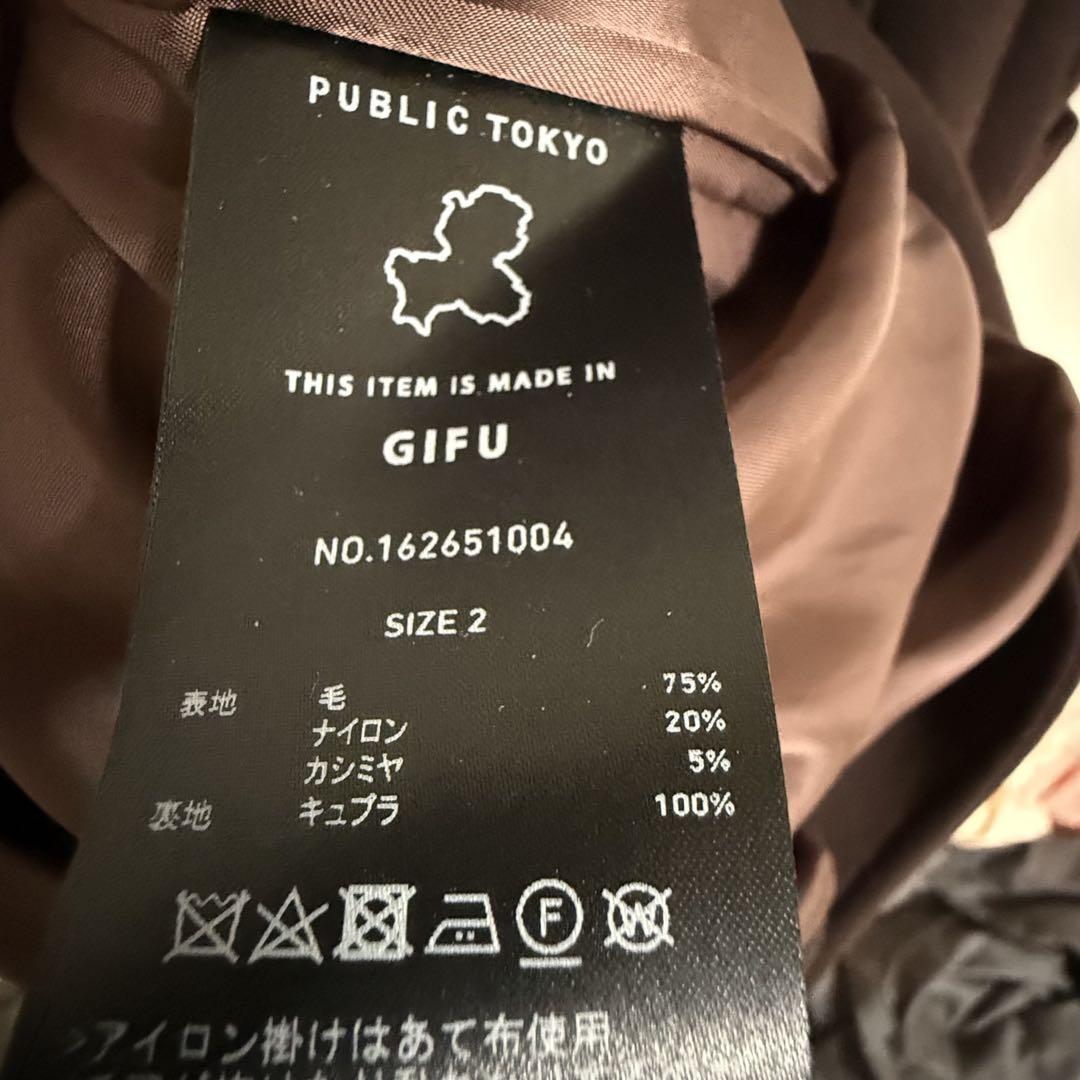 PUBLIC TOKYO
THIS ITEM IS MADE IN
GIFU
NO.162651004
SIZE 2
表地 毛 75%
ナイロン 20%
カシミヤ 5%
裏地 キュプラ 100%
F W
>アイロン掛けはあて布使用